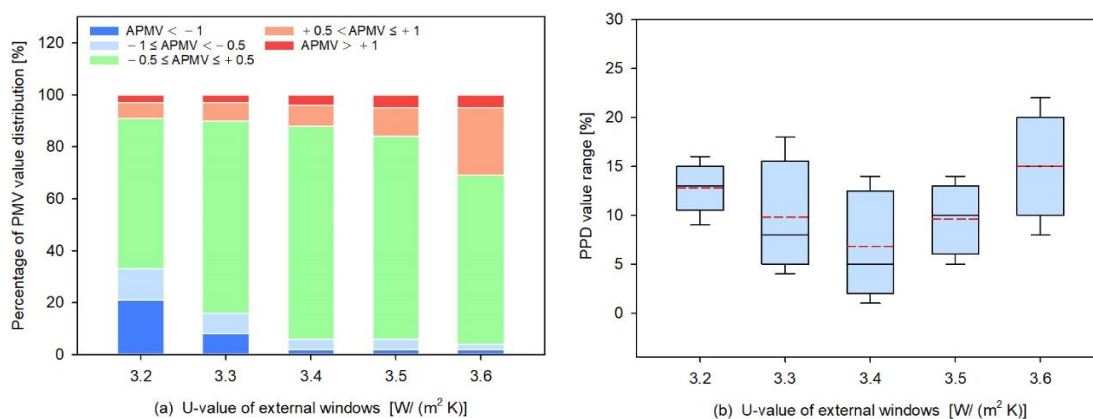 APMV < - 1
- 1 ≤ APMV < - 0.5
- 0.5 ≤ APMV ≤ + 0.5
+ 0.5 < APMV ≤ + 1
APMV > + 1
Percentage of PMV value distribution [%]
120
100
80
60
40
20
0
3.2 3.3 3.4 3.5 3.6
(a) U-value of external windows [W/ (m² K)]
PPD value range [%]
30
25
20
15
10
5
0
3.2 3.3 3.4 3.5 3.6
(b) U-value of external windows [W/ (m² K)]